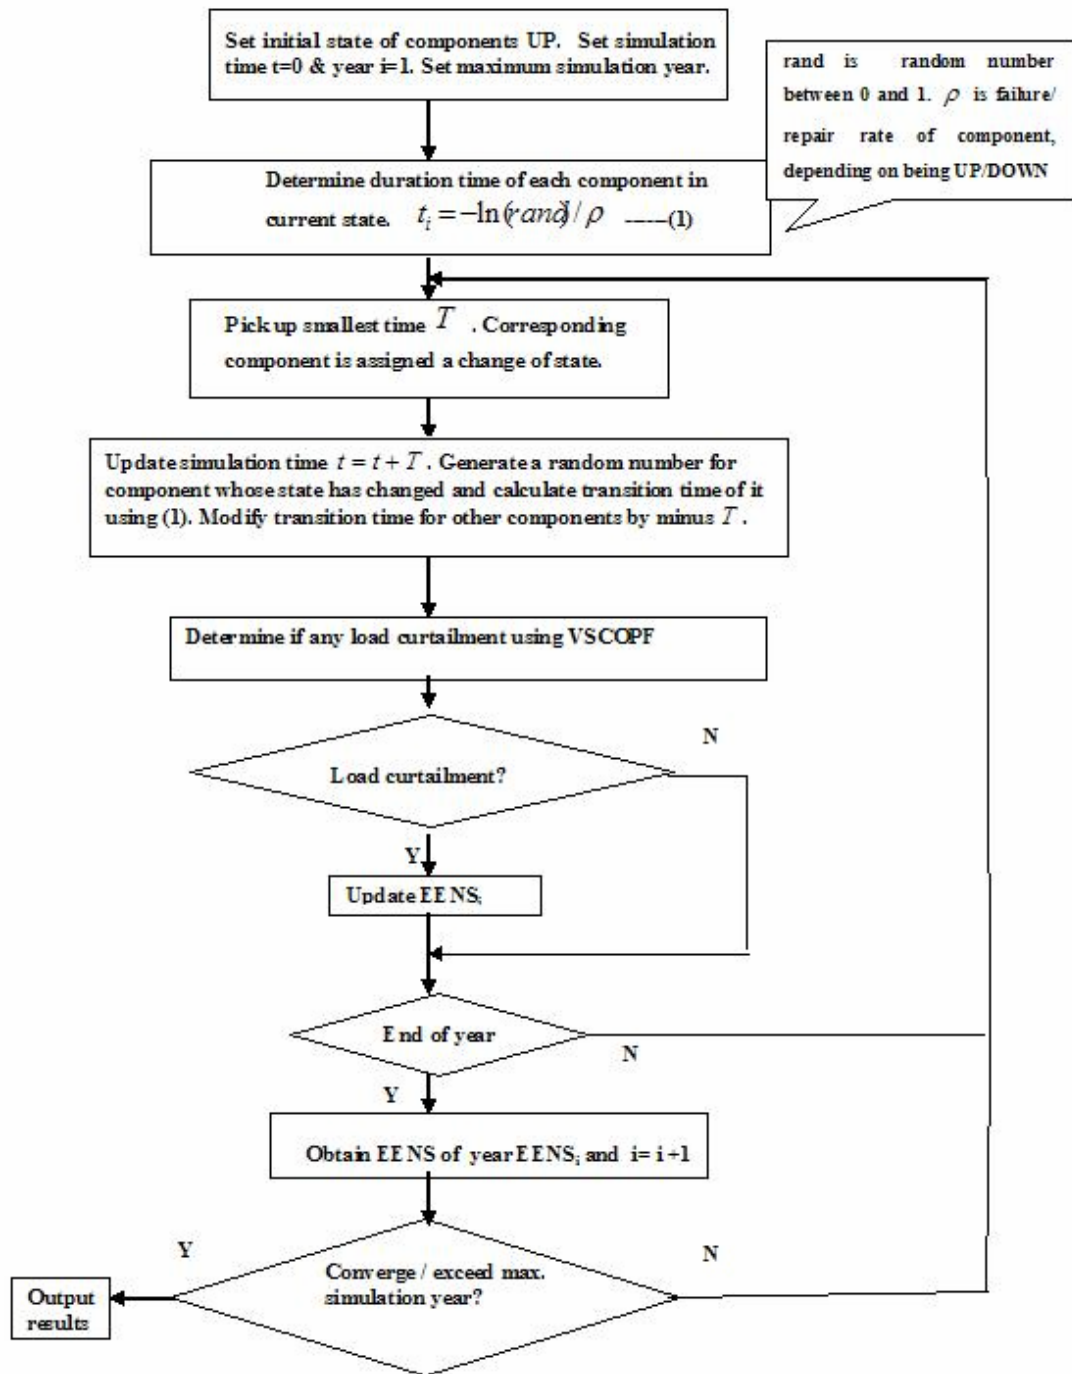 Set initial state of components UP. Set simulation
time t=0 & year i=1. Set maximum simulation year.
rand is random number
between 0 and 1. ρ is failure/
repair rate of component,
depending on being UP/DOWN
Determine duration time of each component in
current state. tᵢ = −ln(rand)/ρ -----(1)
Pick up smallest time T . Corresponding
component is assigned a change of state.
Update simulation time t = t + T . Generate a random number for
component whose state has changed and calculate transition time of it
using (1). Modify transition time for other components by minus T .
Determine if any load curtailment using VSCOPF
N
Load curtailment?
Y
Update EENSᵢ
End of year
N
Y
Obtain EENS of year EENSᵢ and i= i +1
Y
N
Converge / exceed max.
simulation year?
Output
results